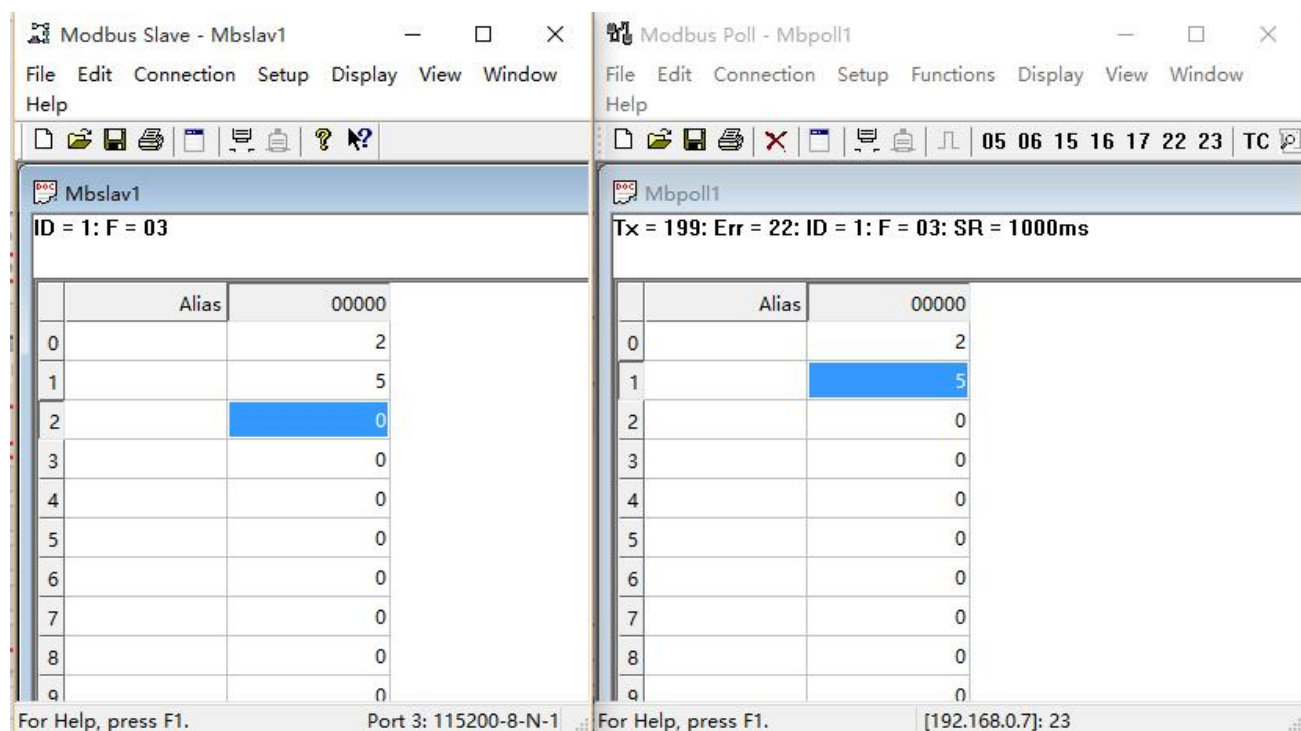 Modbus Slave - Mbslav1
File Edit Connection Setup Display View Window
Help
Mbslav1
ID = 1: F = 03
Alias 00000
0 2
1 5
2 0
3 0
4 0
5 0
6 0
7 0
8 0
9 0
For Help, press F1. Port 3: 115200-8-N-1
Modbus Poll - Mbpoll1
File Edit Connection Setup Functions Display View Window
Help
05 06 15 16 17 22 23 TC
Mbpoll1
Tx = 199: Err = 22: ID = 1: F = 03: SR = 1000ms
Alias 00000
0 2
1 5
2 0
3 0
4 0
5 0
6 0
7 0
8 0
9 0
For Help, press F1. [192.168.0.7]: 23